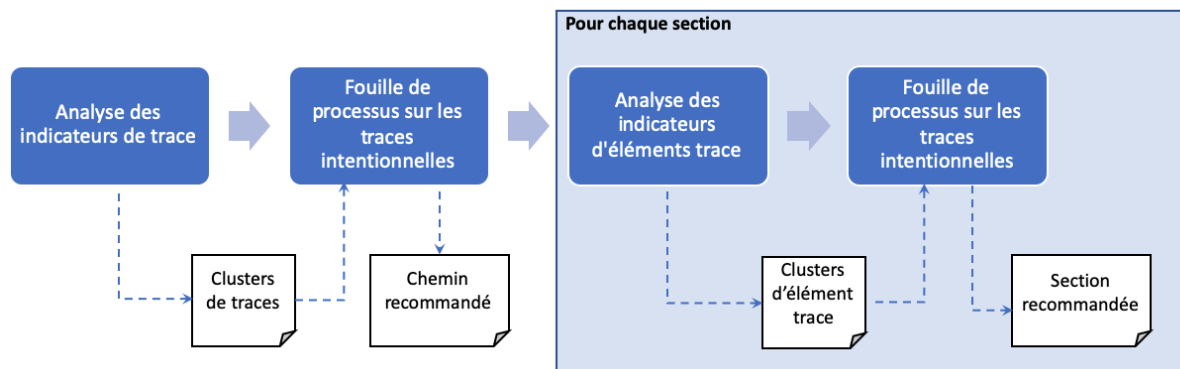 Pour chaque section
Analyse des
indicateurs de trace
Fouille de
processus sur les
traces
intentionnelles
Analyse des
indicateurs
d'éléments trace
Fouille de
processus sur les
traces
intentionnelles
Clusters
de traces
Chemin
recommandé
Clusters
d’élément
trace
Section
recommandée